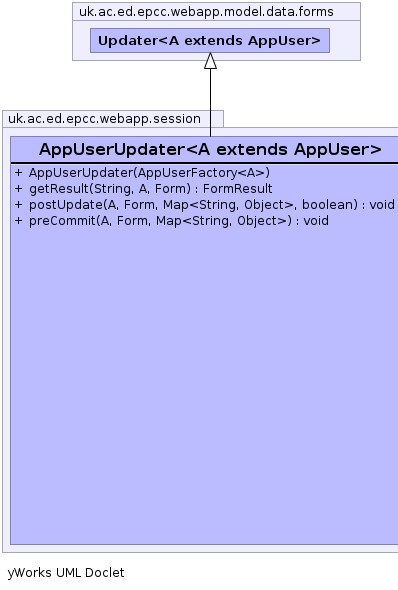 uk.ac.ed.epcc.webapp.model.data.forms
Updater<A extends AppUser>
uk.ac.ed.epcc.webapp.session
AppUserUpdater<A extends AppUser>
+ AppUserUpdater(AppUserFactory<A>)
+ getResult(String, A, Form) : FormResult
+ postUpdate(A, Form, Map<String, Object>, boolean) : void
+ preCommit(A, Form, Map<String, Object>) : void
yWorks UML Doclet